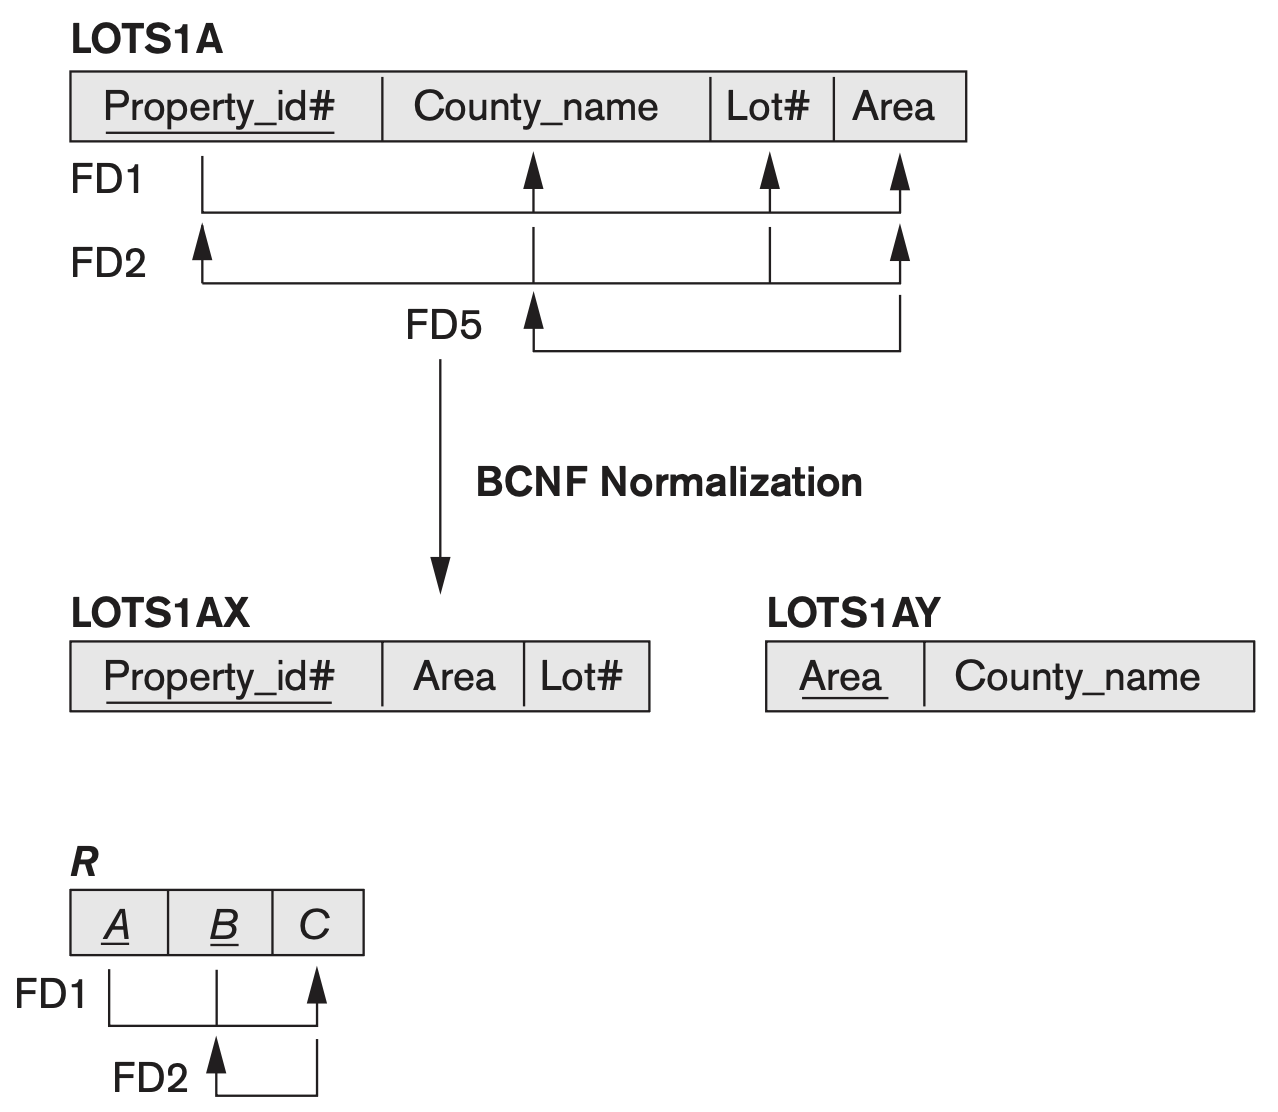 LOTS1A
Property_id# County_name Lot# Area
FD1
FD2
FD5
BCNF Normalization
LOTS1AX
Property_id# Area Lot#
LOTS1AY
Area County_name
R
A B C
FD1
FD2